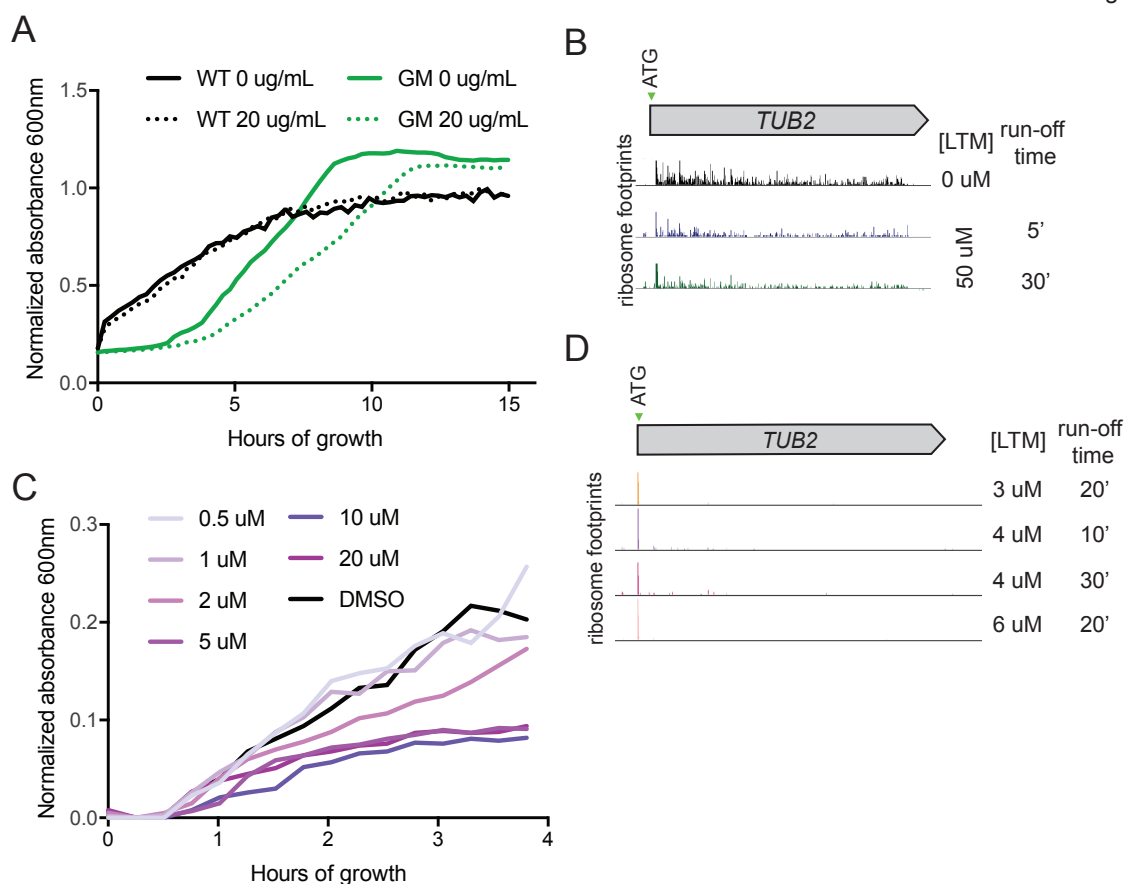 g
A
WT 0 ug/mL
GM 0 ug/mL
WT 20 ug/mL
GM 20 ug/mL
Normalized absorbance 600nm
1.5
1.0
0.5
0.0
0
5
10
15
Hours of growth
B
ATG
TUB2
[LTM]
run-off
time
ribosome footprints
0 uM
50 uM
5'
30'
C
0.5 uM
10 uM
1 uM
20 uM
2 uM
DMSO
5 uM
Normalized absorbance 600nm
0.3
0.2
0.1
0.0
0
1
2
3
4
Hours of growth
D
ATG
TUB2
[LTM]
run-off
time
ribosome footprints
3 uM 20'
4 uM 10'
4 uM 30'
6 uM 20'